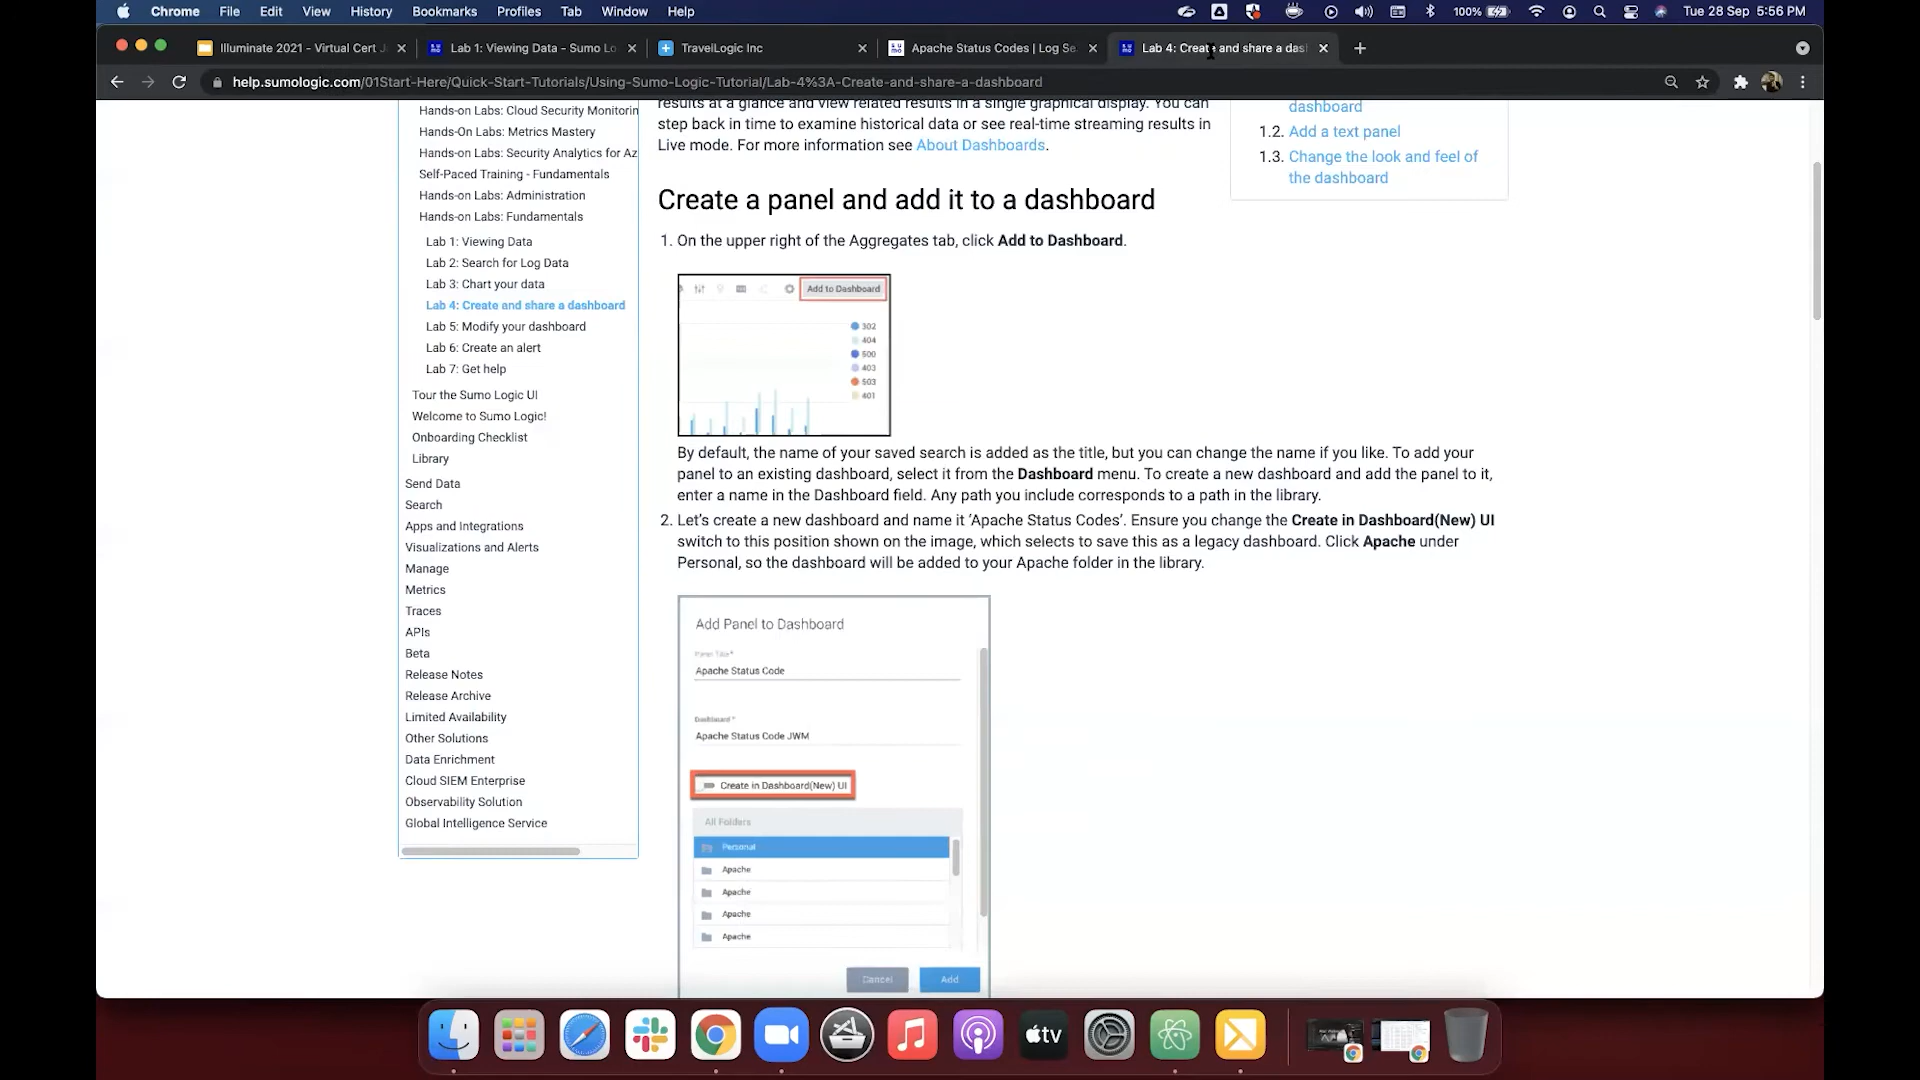 Chrome File Edit View History Bookmarks Profiles Tab Window Help 100% Tue 28 Sep 5:56 PM
Illuminate 2021 - Virtual Cert J Lab 1: Viewing Data - Sumo Lo TravelLogic Inc Apache Status Codes | Log Se Lab 4: Create and share a das
help.sumologic.com/01Start-Here/Quick-Start-Tutorials/Using-Sumo-Logic-Tutorial/Lab-4%3A-Create-and-share-a-dashboard
Hands-on Labs: Cloud Security Monitorin
Hands-On Labs: Metrics Mastery
Hands-on Labs: Security Analytics for Az
Self-Paced Training - Fundamentals
Hands-on Labs: Administration
Hands-on Labs: Fundamentals
Lab 1: Viewing Data
Lab 2: Search for Log Data
Lab 3: Chart your data
Lab 4: Create and share a dashboard
Lab 5: Modify your dashboard
Lab 6: Create an alert
Lab 7: Get help
Tour the Sumo Logic UI
Welcome to Sumo Logic!
Onboarding Checklist
Library
Send Data
Search
Apps and Integrations
Visualizations and Alerts
Manage
Metrics
Traces
APIs
Beta
Release Notes
Release Archive
Limited Availability
Other Solutions
Data Enrichment
Cloud SIEM Enterprise
Observability Solution
Global Intelligence Service
results at a glance and view related results in a single graphical display. You can
step back in time to examine historical data or see real-time streaming results in
Live mode. For more information see About Dashboards.
Create a panel and add it to a dashboard
1. On the upper right of the Aggregates tab, click Add to Dashboard.
Add to Dashboard
302
404
500
403
503
401
By default, the name of your saved search is added as the title, but you can change the name if you like. To add your
panel to an existing dashboard, select it from the Dashboard menu. To create a new dashboard and add the panel to it,
enter a name in the Dashboard field. Any path you include corresponds to a path in the library.
2. Let's create a new dashboard and name it 'Apache Status Codes'. Ensure you change the Create in Dashboard(New) UI
switch to this position shown on the image, which selects to save this as a legacy dashboard. Click Apache under
Personal, so the dashboard will be added to your Apache folder in the library.
Add Panel to Dashboard
Panel Title*
Apache Status Code
Dashboard *
Apache Status Code JWM
Create in Dashboard(New) UI
All Folders
Personal
Apache
Apache
Apache
Apache
Cancel Add
dashboard
1.2. Add a text panel
1.3. Change the look and feel of
the dashboard
tv